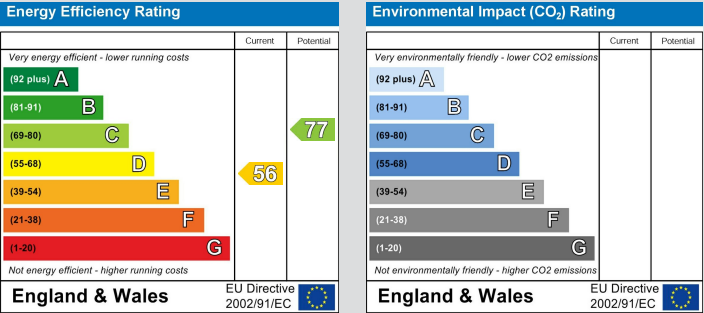 Energy Efficiency Rating
Current Potential
Very energy efficient - lower running costs
(92 plus) A
(81-91) B
(69-80) C
(55-68) D
(39-54) E
(21-38) F
(1-20) G
77
56
Not energy efficient - higher running costs
England & Wales
EU Directive
2002/91/EC
Environmental Impact (CO₂) Rating
Current Potential
Very environmentally friendly - lower CO2 emissions
(92 plus) A
(81-91) B
(69-80) C
(55-68) D
(39-54) E
(21-38) F
(1-20) G
Not environmentally friendly - higher CO2 emissions
England & Wales
EU Directive
2002/91/EC